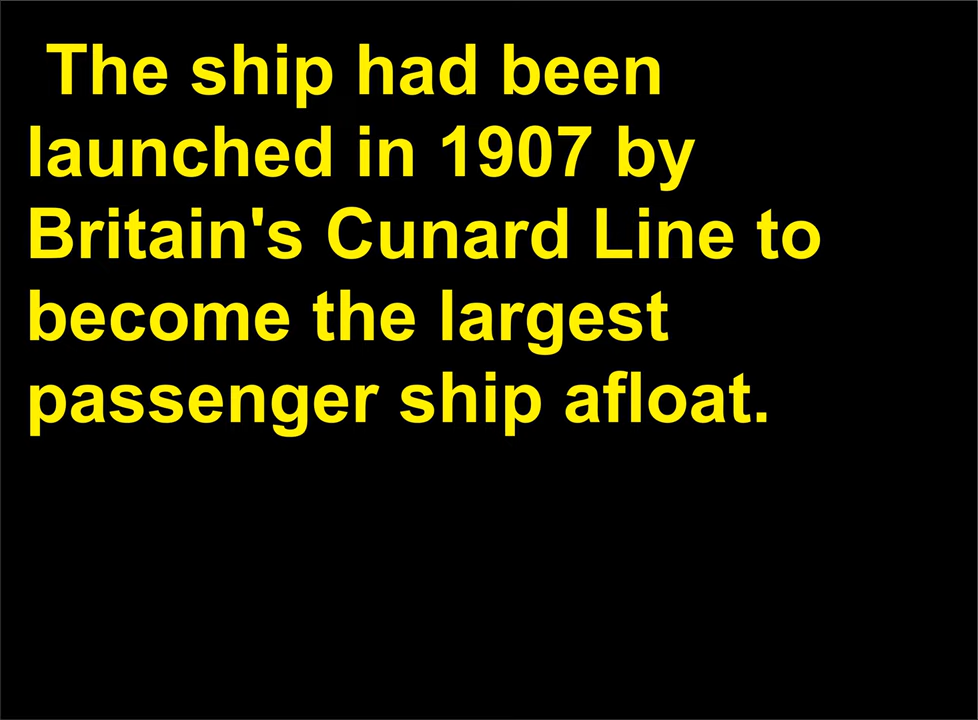 The ship had been
launched in 1907 by
Britain's Cunard Line to
become the largest
passenger ship afloat.